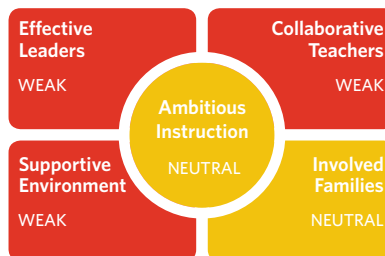 Effective
Leaders
WEAK
Collaborative
Teachers
WEAK
Ambitious
Instruction
NEUTRAL
Supportive
Environment
WEAK
Involved
Families
NEUTRAL